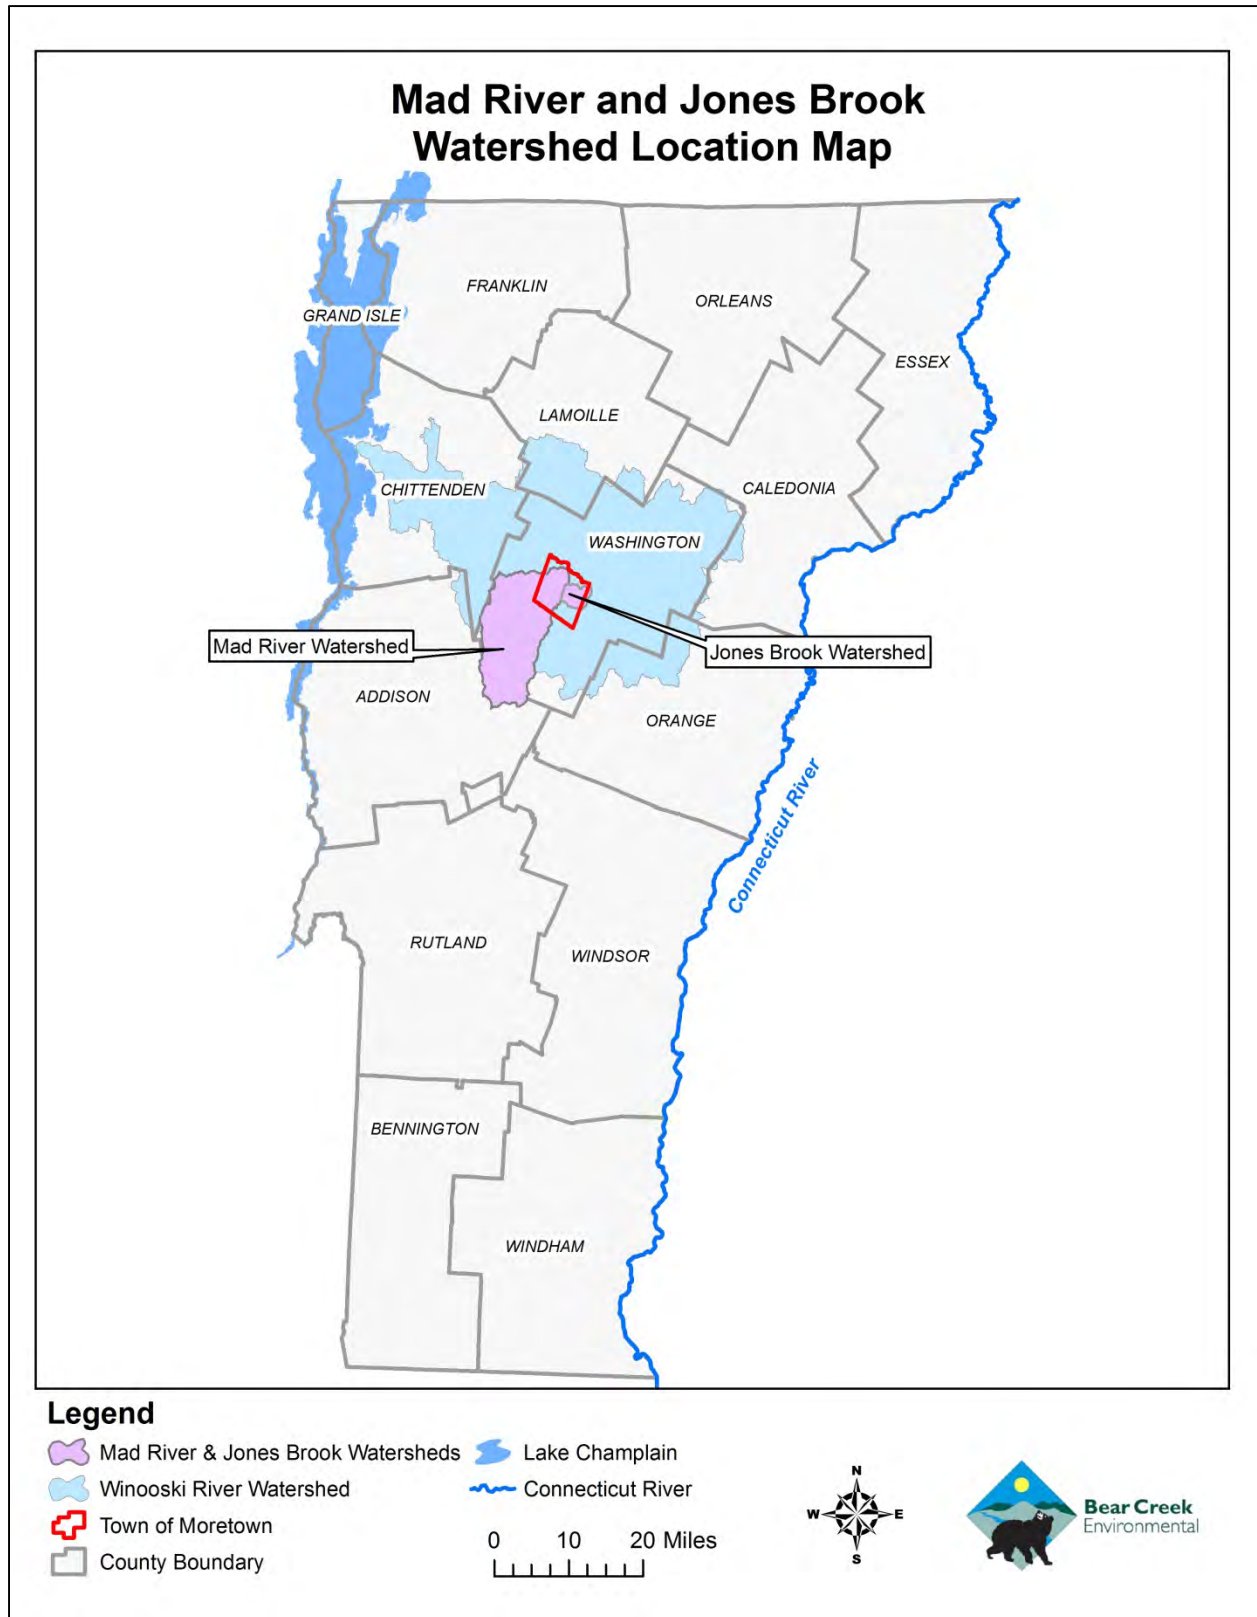 Mad River and Jones Brook
Watershed Location Map
FRANKLIN
ORLEANS
GRAND ISLE
ESSEX
LAMOILLE
CHITTENDEN
CALEDONIA
WASHINGTON
Mad River Watershed
Jones Brook Watershed
ADDISON
ORANGE
Connecticut River
RUTLAND
WINDSOR
BENNINGTON
WINDHAM
Legend
Mad River & Jones Brook Watersheds
Winooski River Watershed
Town of Moretown
County Boundary
Lake Champlain
Connecticut River
0 10 20 Miles
N
W E
S
Bear Creek
Environmental